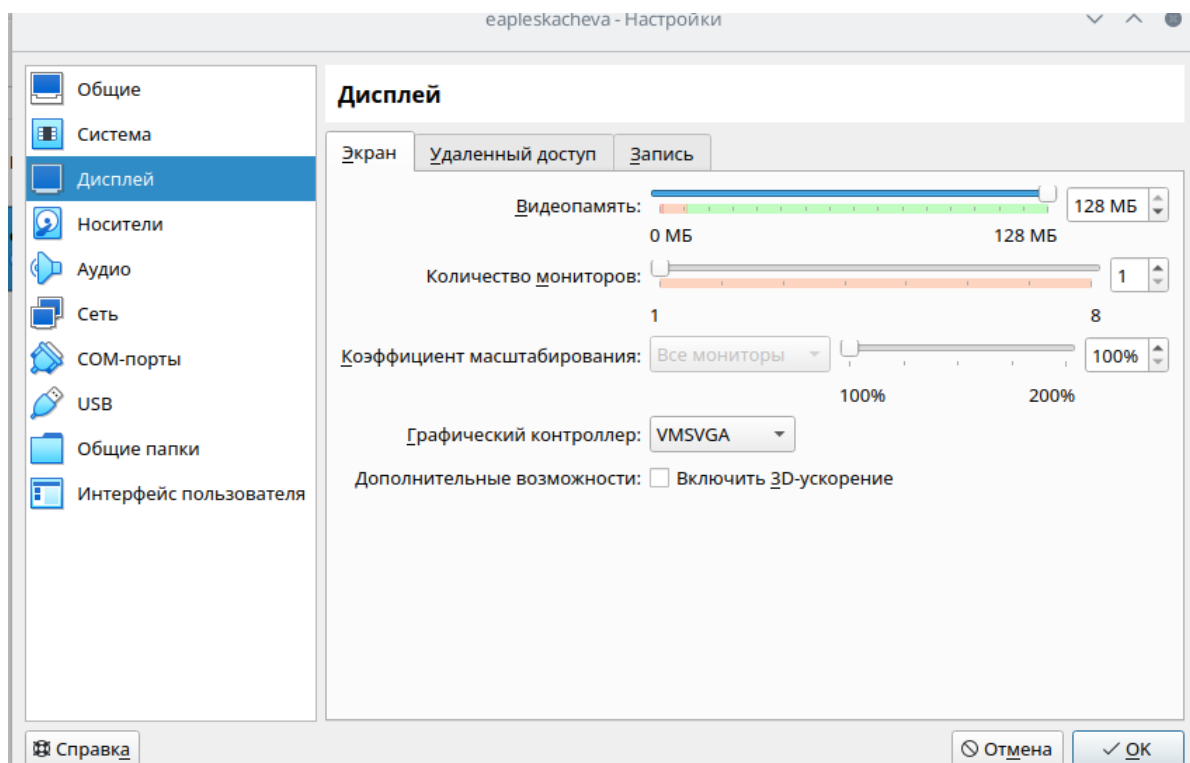 eapleskacheva - Настройки
Общие
Система
Дисплей
Носители
Аудио
Сеть
COM-порты
USB
Общие папки
Интерфейс пользователя
Дисплей
Экран Удаленный доступ Запись
Видеопамять: 128 МБ
0 МБ 128 МБ
Количество мониторов: 1
1 8
Коэффициент масштабирования: Все мониторы 100%
100% 200%
Графический контроллер: VMSVGA
Дополнительные возможности: Включить 3D-ускорение
Справка Отмена OK